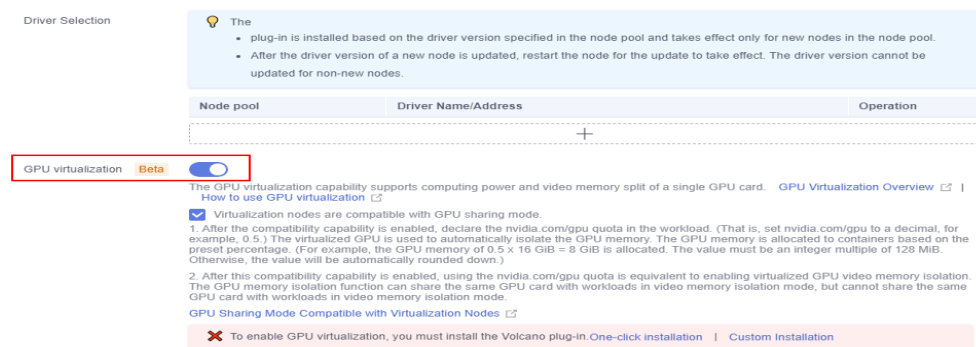 Driver Selection
The
• plug-in is installed based on the driver version specified in the node pool and takes effect only for new nodes in the node pool.
• After the driver version of a new node is updated, restart the node for the update to take effect. The driver version cannot be
updated for non-new nodes.
Node pool Driver Name/Address Operation
GPU virtualization Beta
The GPU virtualization capability supports computing power and video memory split of a single GPU card. GPU Virtualization Overview |
How to use GPU virtualization
Virtualization nodes are compatible with GPU sharing mode.
1. After the compatibility capability is enabled, declare the nvidia.com/gpu quota in the workload. (That is, set nvidia.com/gpu to a decimal, for
example, 0.5.) The virtualized GPU is used to automatically isolate the GPU memory. The GPU memory is allocated to containers based on the
preset percentage. (For example, the GPU memory of 0.5 x 16 GiB = 8 GiB is allocated. The value must be an integer multiple of 128 MiB.
Otherwise, the value will be automatically rounded down.)
2. After this compatibility capability is enabled, using the nvidia.com/gpu quota is equivalent to enabling virtualized GPU video memory isolation.
The GPU memory isolation function can share the same GPU card with workloads in video memory isolation mode, but cannot share the same
GPU card with workloads in video memory isolation mode.
GPU Sharing Mode Compatible with Virtualization Nodes
To enable GPU virtualization, you must install the Volcano plug-in.One-click installation | Custom Installation